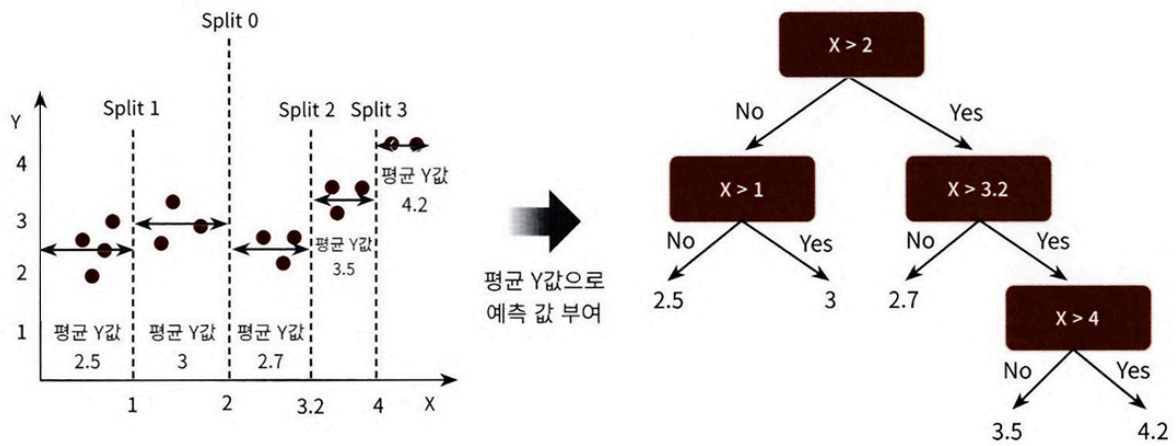 Split 0
Split 1
Split 2
Split 3
Y
4
3
2
1
평균 Y값
2.5
평균 Y값
3
평균 Y값
2.7
평균 Y값
3.5
평균 Y값
4.2
1
2
3.2
4
X
평균 Y값으로
예측 값 부여
X > 2
No
Yes
X > 1
X > 3.2
No
Yes
No
Yes
2.5
3
2.7
X > 4
No
Yes
3.5
4.2